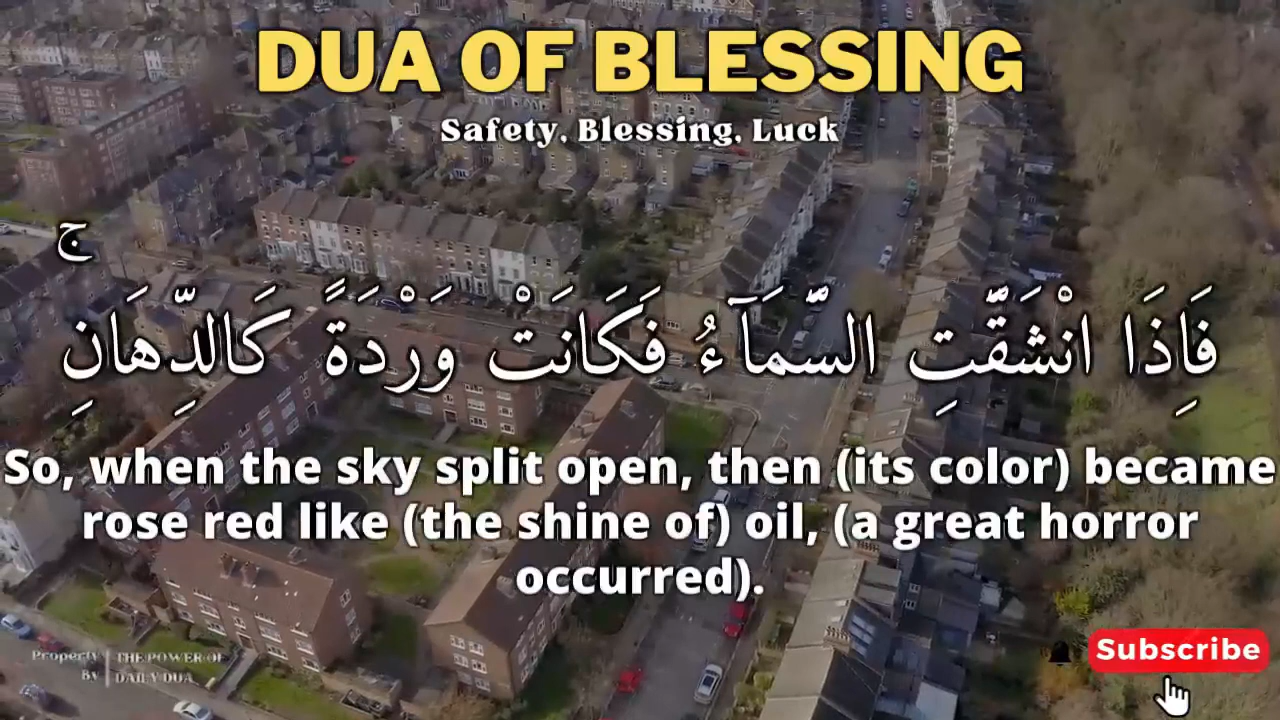 DUA OF BLESSING
Safety, Blessing, Luck
فَاِذَا انْشَقَّتِ السَّمَآءُ فَكَانَتْ وَرْدَةً كَالدِّهَانِ ۚ
So, when the sky split open, then (its color) became
rose red like (the shine of) oil, (a great horror
occurred).
Property By
THE POWER OF
DAILY DUA
Subscribe